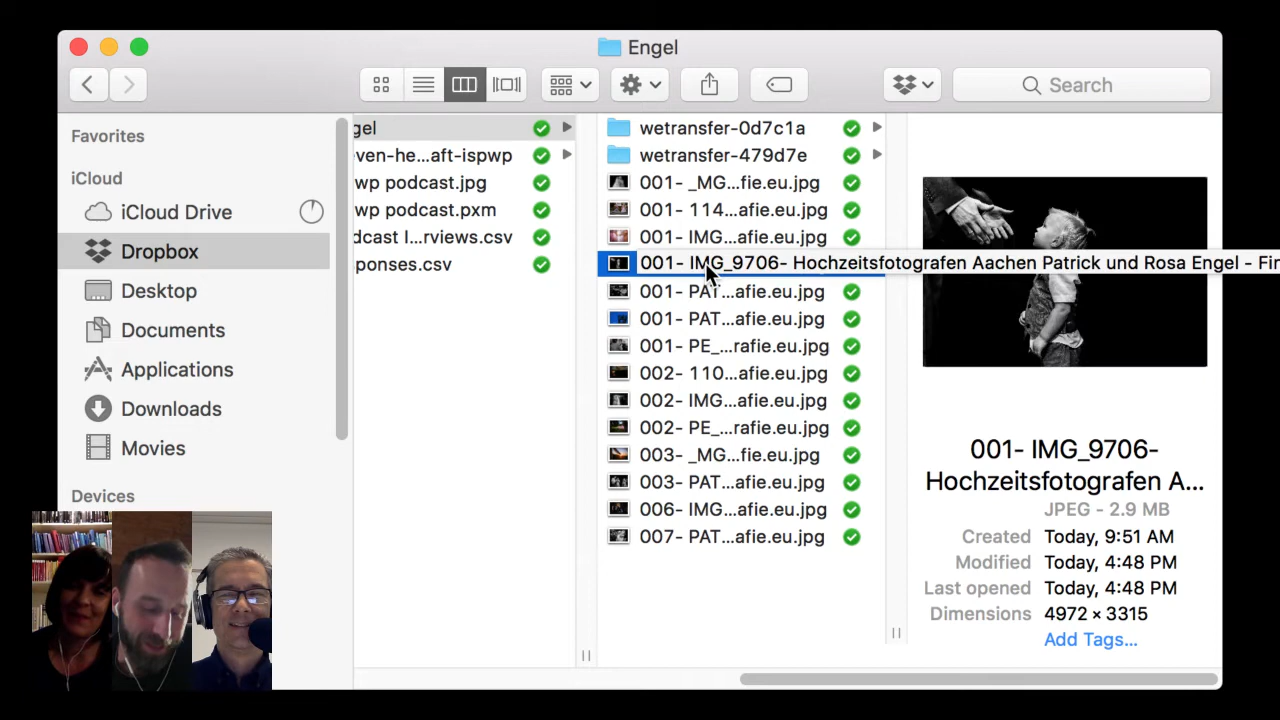 Engel
Search
Favorites
iCloud
iCloud Drive
Dropbox
Desktop
Documents
Applications
Downloads
Movies
Devices
gel
ven-he...aft-ispwp
wp podcast.jpg
wp podcast.pxm
dcast I...rviews.csv
ponses.csv
wetransfer-0d7c1a
wetransfer-479d7e
001- _MG...fie.eu.jpg
001- 114...afie.eu.jpg
001- IMG...afie.eu.jpg
001- IMG_9706- Hochzeitsfotografen Aachen Patrick und Rosa Engel - Fin
001- PAT...afie.eu.jpg
001- PAT...afie.eu.jpg
001- PE_...rafie.eu.jpg
002- 110...afie.eu.jpg
002- IMG...afie.eu.jpg
002- PE_...rafie.eu.jpg
003- _MG...fie.eu.jpg
003- PAT...afie.eu.jpg
006- IMG...afie.eu.jpg
007- PAT...afie.eu.jpg
001- IMG_9706-
Hochzeitsfotografen A...
JPEG - 2.9 MB
Created Today, 9:51 AM
Modified Today, 4:48 PM
Last opened Today, 4:48 PM
Dimensions 4972 × 3315
Add Tags...